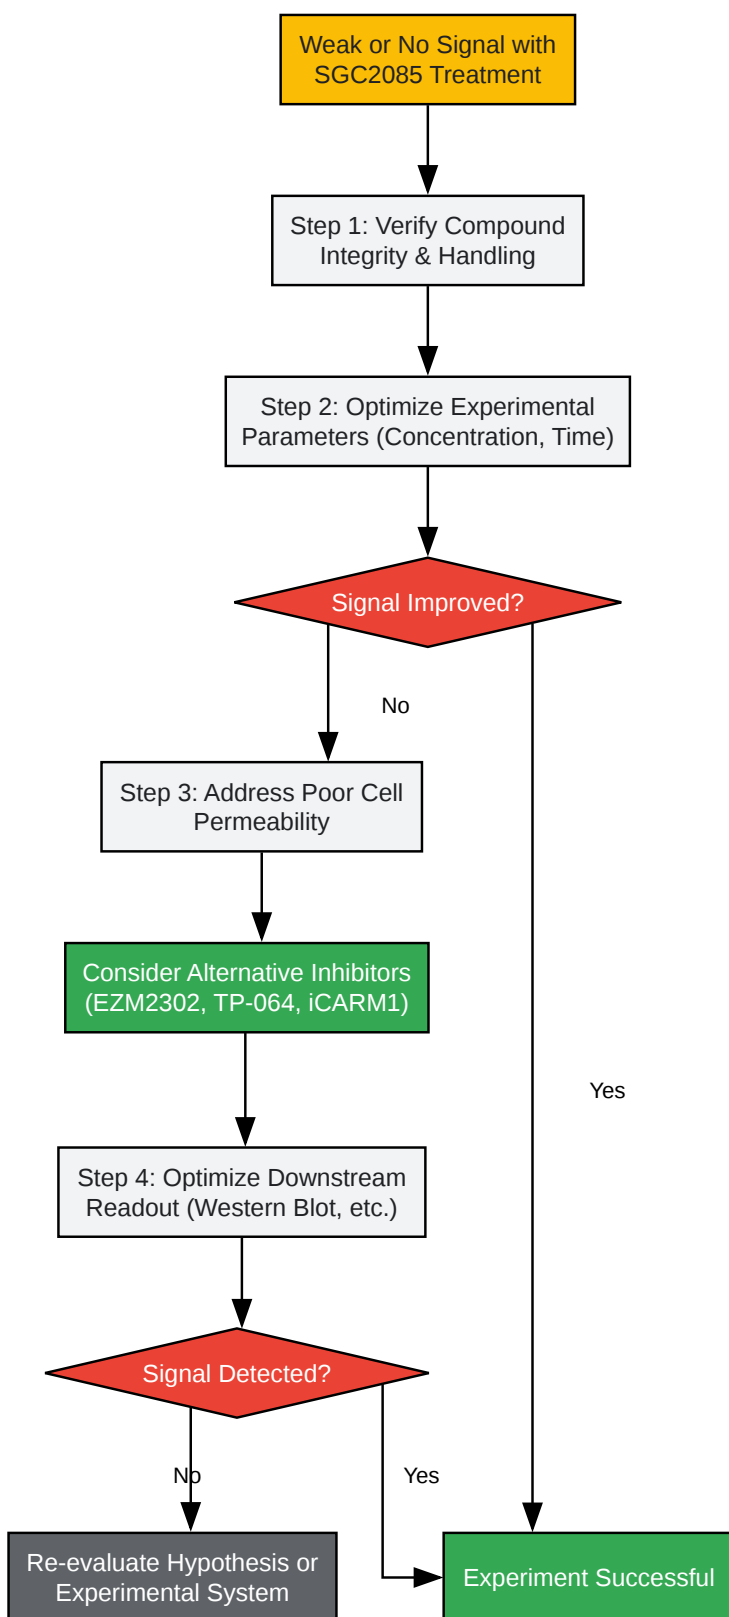 Weak or No Signal with
SGC2085 Treatment
Step 1: Verify Compound
Integrity & Handling
Step 2: Optimize Experimental
Parameters (Concentration, Time)
Signal Improved?
No
Step 3: Address Poor Cell
Permeability
Consider Alternative Inhibitors
(EZM2302, TP-064, iCARM1)
Yes
Step 4: Optimize Downstream
Readout (Western Blot, etc.)
Signal Detected?
No
Yes
Re-evaluate Hypothesis or
Experimental System
Experiment Successful